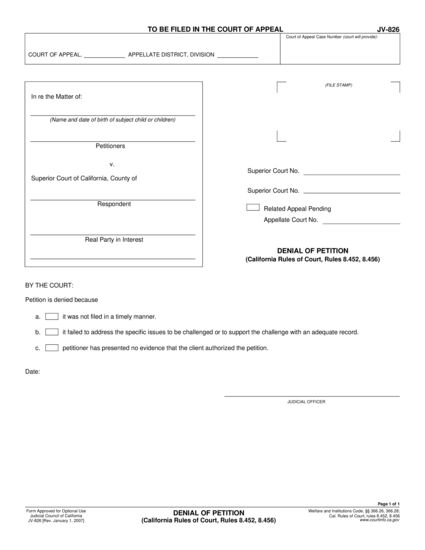 TO BE FILED IN THE COURT OF APPEAL
JV-826
COURT OF APPEAL, APPELLATE DISTRICT, DIVISION
Court of Appeal Case Number (court will provide)
In re the Matter of:
(Name and date of birth of subject child or children)
Petitioners
v.
Superior Court of California, County of
Respondent
Real Party in Interest
(FILE STAMP)
Superior Court No.
Superior Court No.
Related Appeal Pending
Appellate Court No.
DENIAL OF PETITION
(California Rules of Court, Rules 8.452, 8.456)
BY THE COURT:
Petition is denied because
a. it was not filed in a timely manner.
b. it failed to address the specific issues to be challenged or to support the challenge with an adequate record.
c. petitioner has presented no evidence that the client authorized the petition.
Date:
JUDICIAL OFFICER
Page 1 of 1
Form Approved for Optional Use
Judicial Council of California
JV-826 [Rev. January 1, 2007]
DENIAL OF PETITION
(California Rules of Court, Rules 8.452, 8.456)
Welfare and Institutions Code, §§ 366.26, 366.28;
Cal. Rules of Court, rules 8.452, 8.456
www.courtinfo.ca.gov